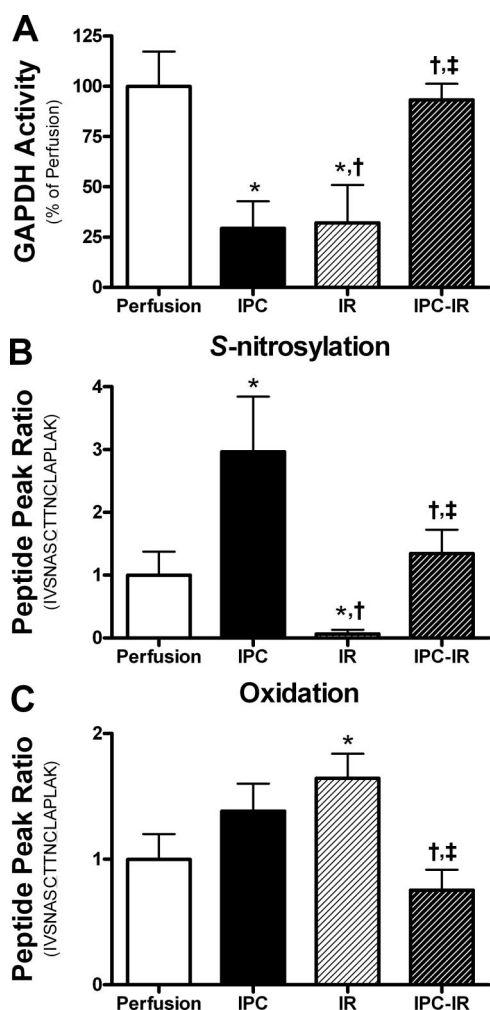 A
GAPDH Activity
(% of Perfusion)
125
100
75
50
25
0
*
*,†
†,‡
Perfusion IPC IR IPC-IR
S-nitrosylation
B
Peptide Peak Ratio
(IVSNASCTTNCLAPLAK)
4
3
2
1
0
*
*,†
†,‡
Perfusion IPC IR IPC-IR
Oxidation
C
Peptide Peak Ratio
(IVSNASCTTNCLAPLAK)
2
1
0
*
†,‡
Perfusion IPC IR IPC-IR